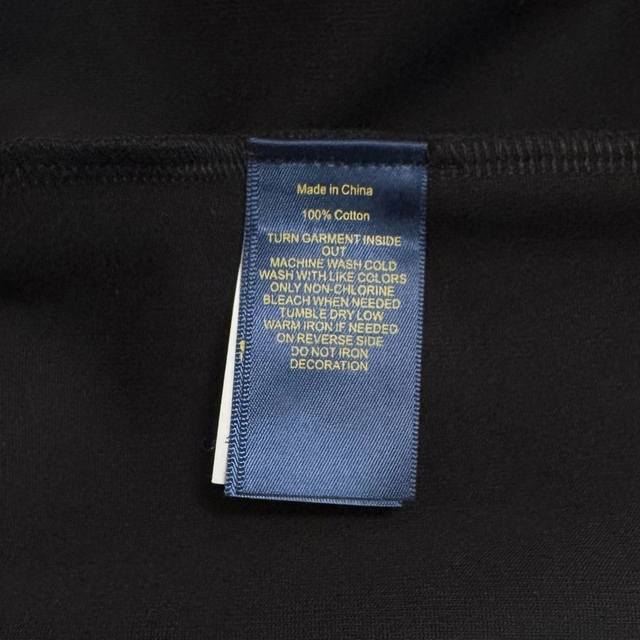 Made in China
100% Cotton
TURN GARMENT INSIDE
OUT
MACHINE WASH COLD
WASH WITH LIKE COLORS
ONLY NON-CHLORINE
BLEACH WHEN NEEDED
TUMBLE DRY LOW
WARM IRON IF NEEDED
ON REVERSE SIDE
DO NOT IRON
DECORATION